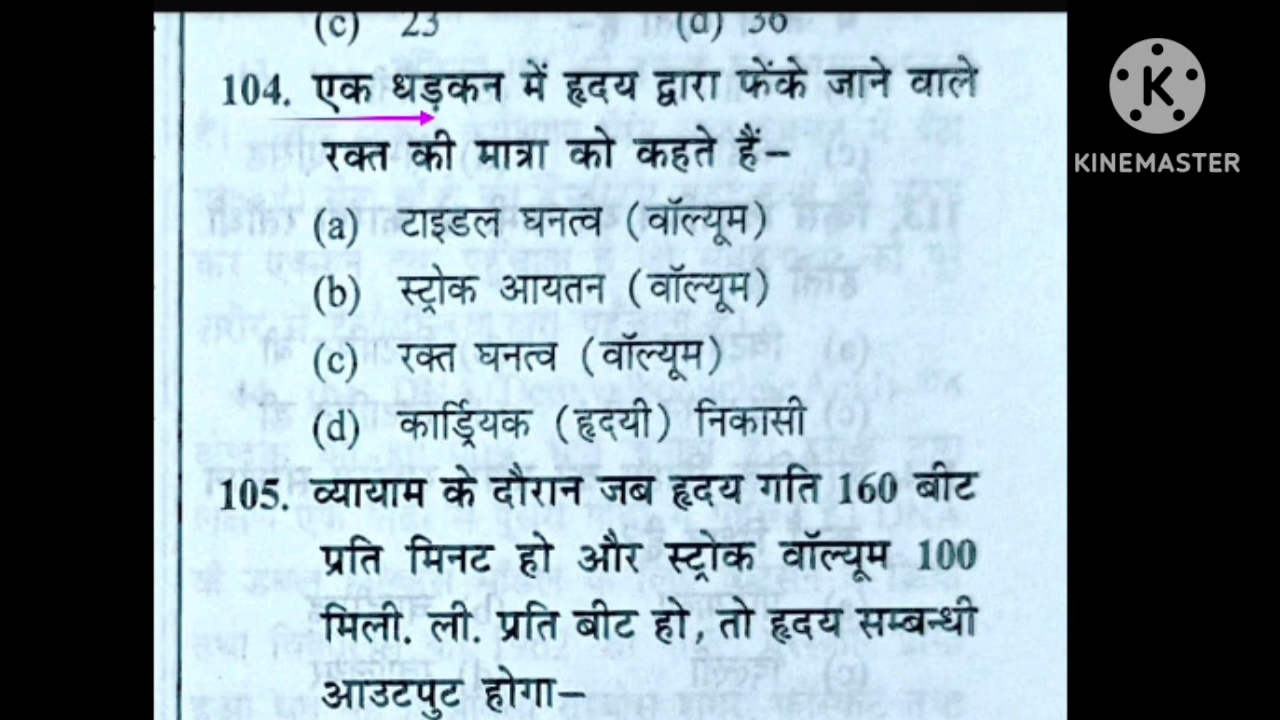 (c) 23 (d) 36
104. एक धड़कन में हृदय द्वारा फेंके जाने वाले
रक्त की मात्रा को कहते हैं–
(a) टाइडल घनत्व (वॉल्यूम)
(b) स्ट्रोक आयतन (वॉल्यूम)
(c) रक्त घनत्व (वॉल्यूम)
(d) कार्ड्रियक (हृदयी) निकासी
105. व्यायाम के दौरान जब हृदय गति 160 बीट
प्रति मिनट हो और स्ट्रोक वॉल्यूम 100
मिली. ली. प्रति बीट हो, तो हृदय सम्बन्धी
आउटपुट होगा–
K
KINEMASTER